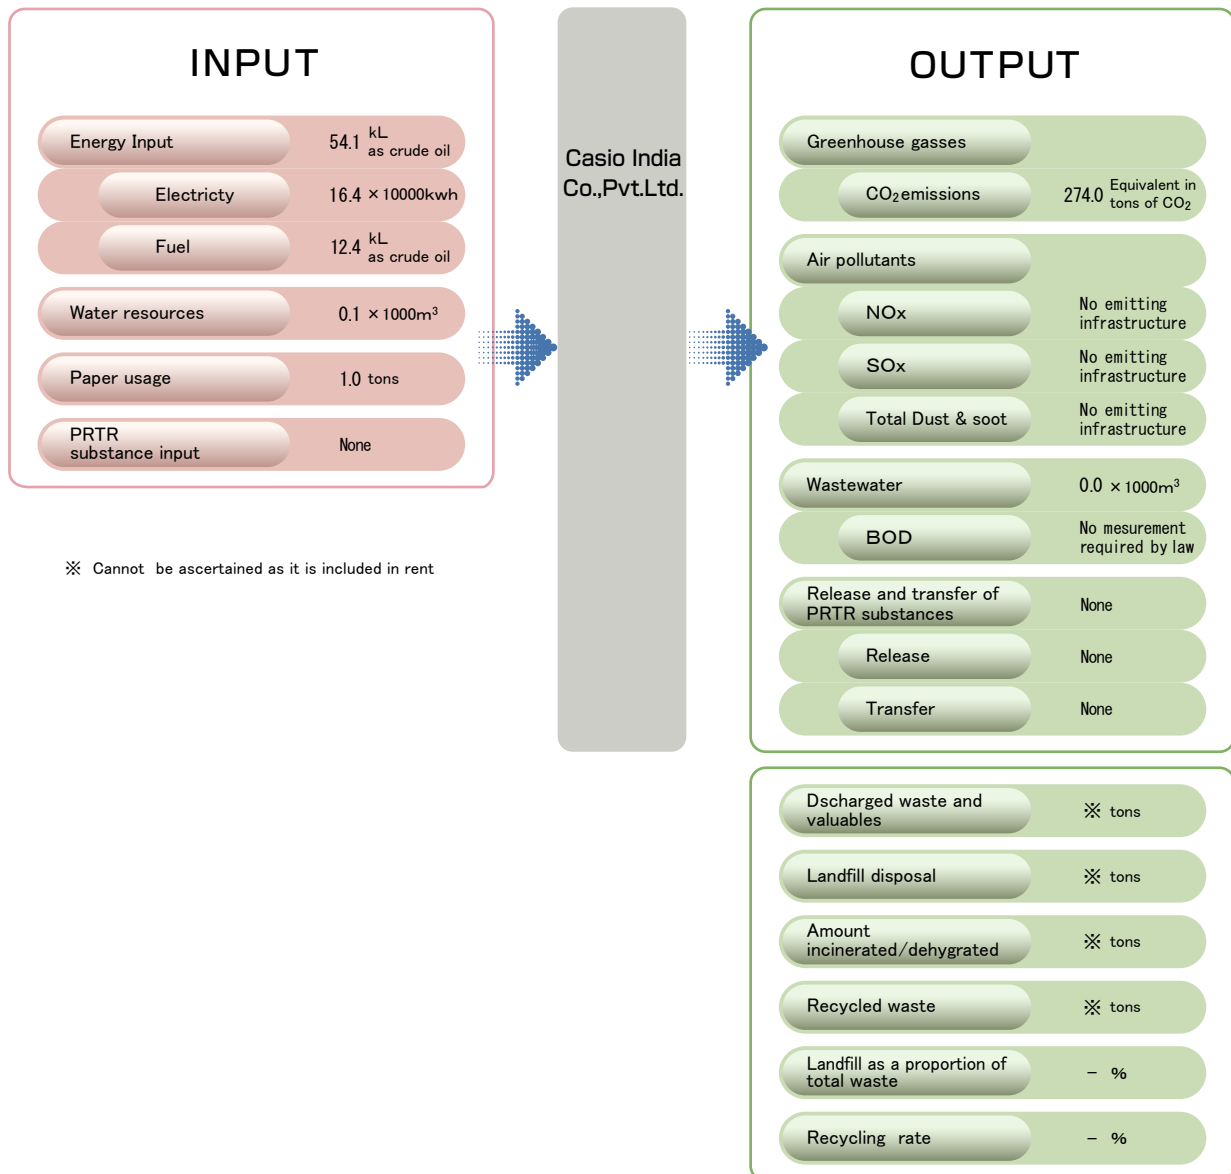 INPUT
Energy Input 54.1 kL
as crude oil
Electricty 16.4 ×10000kwh
Fuel 12.4 kL
as crude oil
Water resources 0.1 ×1000m³
Paper usage 1.0 tons
PRTR
substance input None
※ Cannot be ascertained as it is included in rent
Casio India
Co.,Pvt.Ltd.
OUTPUT
Greenhouse gasses
CO₂emissions 274.0 Equivalent in
tons of CO₂
Air pollutants
NOx No emitting
infrastructure
SOx No emitting
infrastructure
Total Dust & soot No emitting
infrastructure
Wastewater 0.0 ×1000m³
BOD No mesurement
required by law
Release and transfer of
PRTR substances None
Release None
Transfer None
Dscharged waste and
valuables ※ tons
Landfill disposal ※ tons
Amount
incinerated/dehygrated ※ tons
Recycled waste ※ tons
Landfill as a proportion of
total waste － %
Recycling rate － %